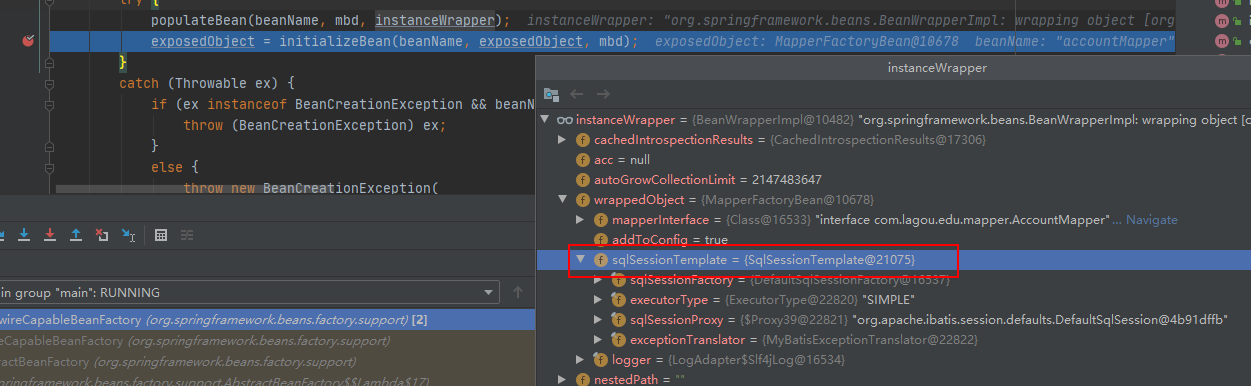 try {
populateBean(beanName, mbd, instanceWrapper); instanceWrapper: "org.springframework.beans.BeanWrapperImpl: wrapping object [org
exposedObject = initializeBean(beanName, exposedObject, mbd); exposedObject: MapperFactoryBean@10678 beanName: "accountMapper"
}
catch (Throwable ex) {
if (ex instanceof BeanCreationException && beanN
throw (BeanCreationException) ex;
}
else {
throw new BeanCreationException(
instanceWrapper
instanceWrapper = {BeanWrapperImpl@10482} "org.springframework.beans.BeanWrapperImpl: wrapping object [o
cachedIntrospectionResults = {CachedIntrospectionResults@17306}
acc = null
autoGrowCollectionLimit = 2147483647
wrappedObject = {MapperFactoryBean@10678}
mapperInterface = {Class@16533} "interface com.lagou.edu.mapper.AccountMapper"... Navigate
addToConfig = true
sqlSessionTemplate = {SqlSessionTemplate@21075}
sqlSessionFactory = {DefaultSqlSessionFactory@16537}
executorType = {ExecutorType@22820} "SIMPLE"
sqlSessionProxy = {$Proxy39@22821} "org.apache.ibatis.session.defaults.DefaultSqlSession@4b91dffb"
exceptionTranslator = {MyBatisExceptionTranslator@22822}
logger = {LogAdapter$Slf4jLog@16534}
nestedPath = ""
in group "main": RUNNING
wireCapableBeanFactory (org.springframework.beans.factory.support) [2]
eCapableBeanFactory (org.springframework.beans.factory.support)
ractBeanFactory (org.springframework.beans.factory.support)
springframework.beans.factory.support.AbstractBeanFactory$$Lambda$17)